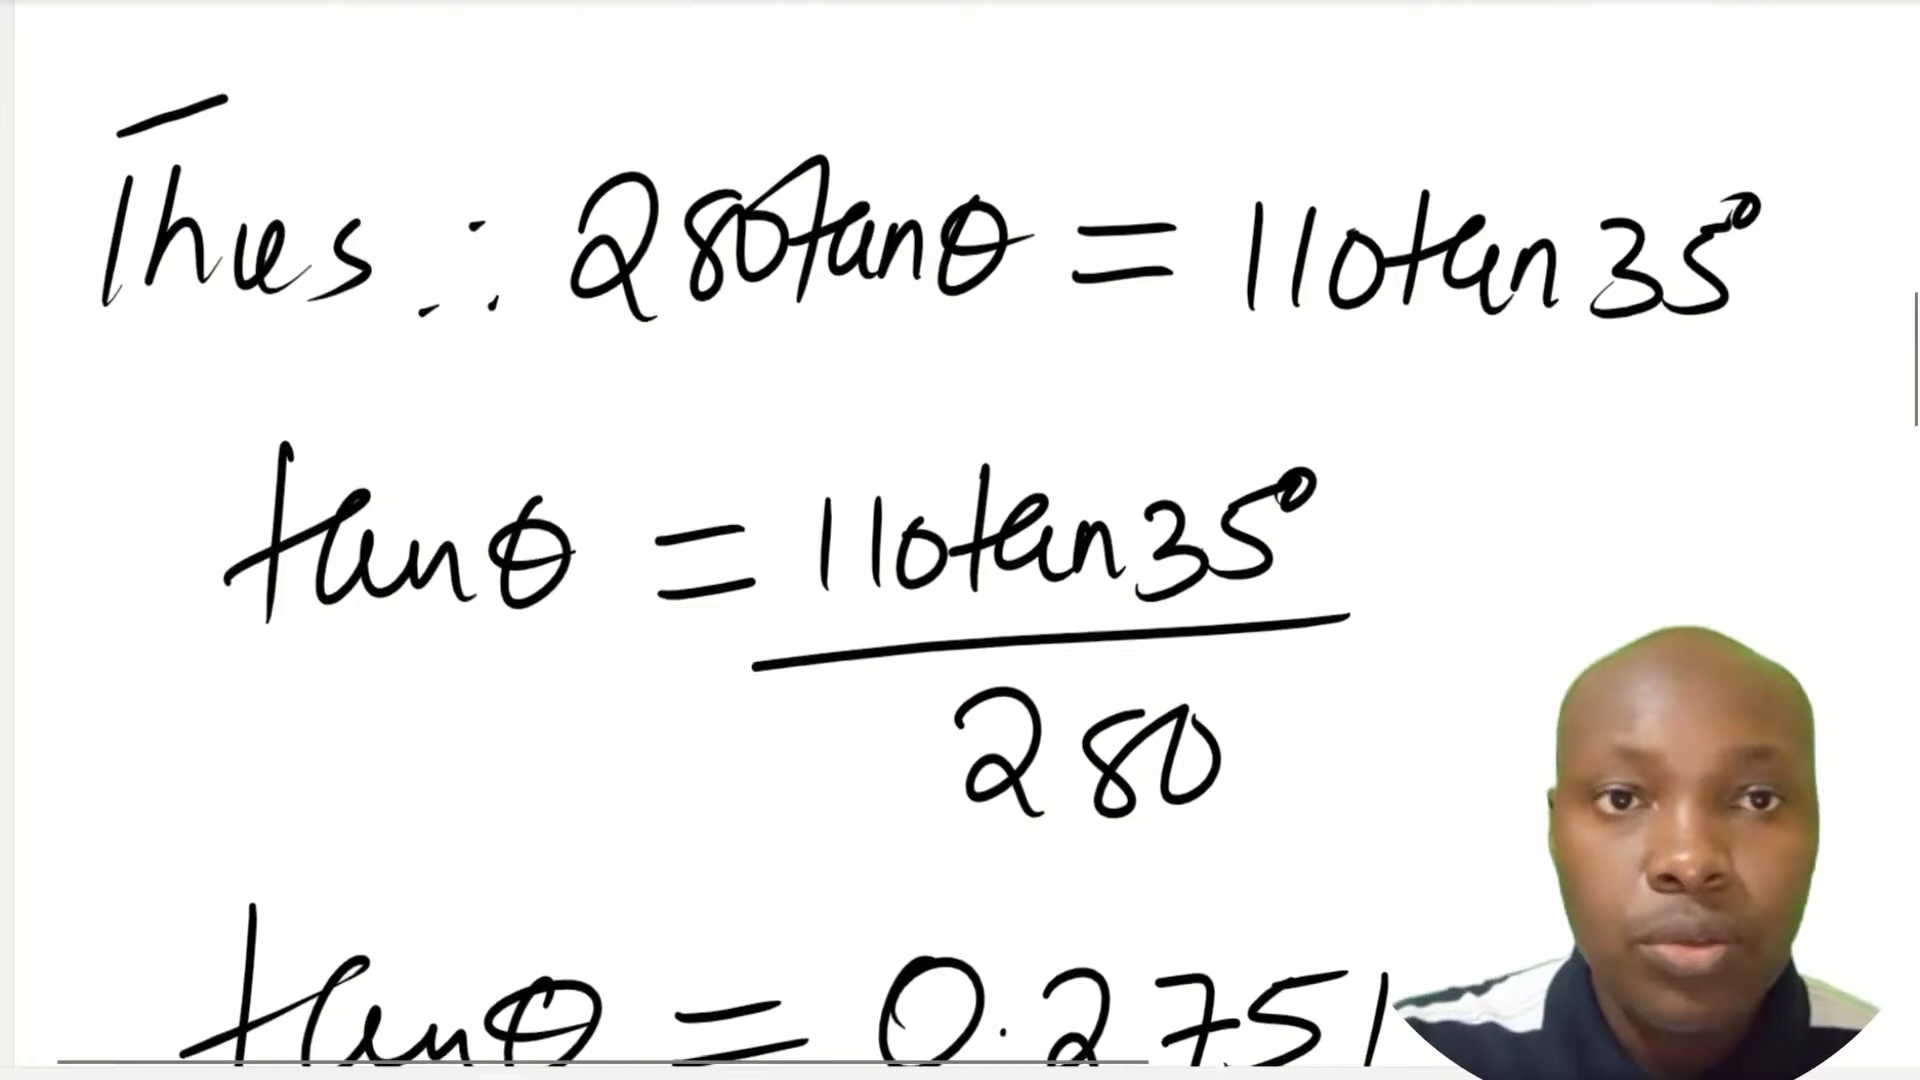 Thus ∴ 280tanθ = 110tan35°
tanθ = 110tan35°
280
tanθ = 0.2751